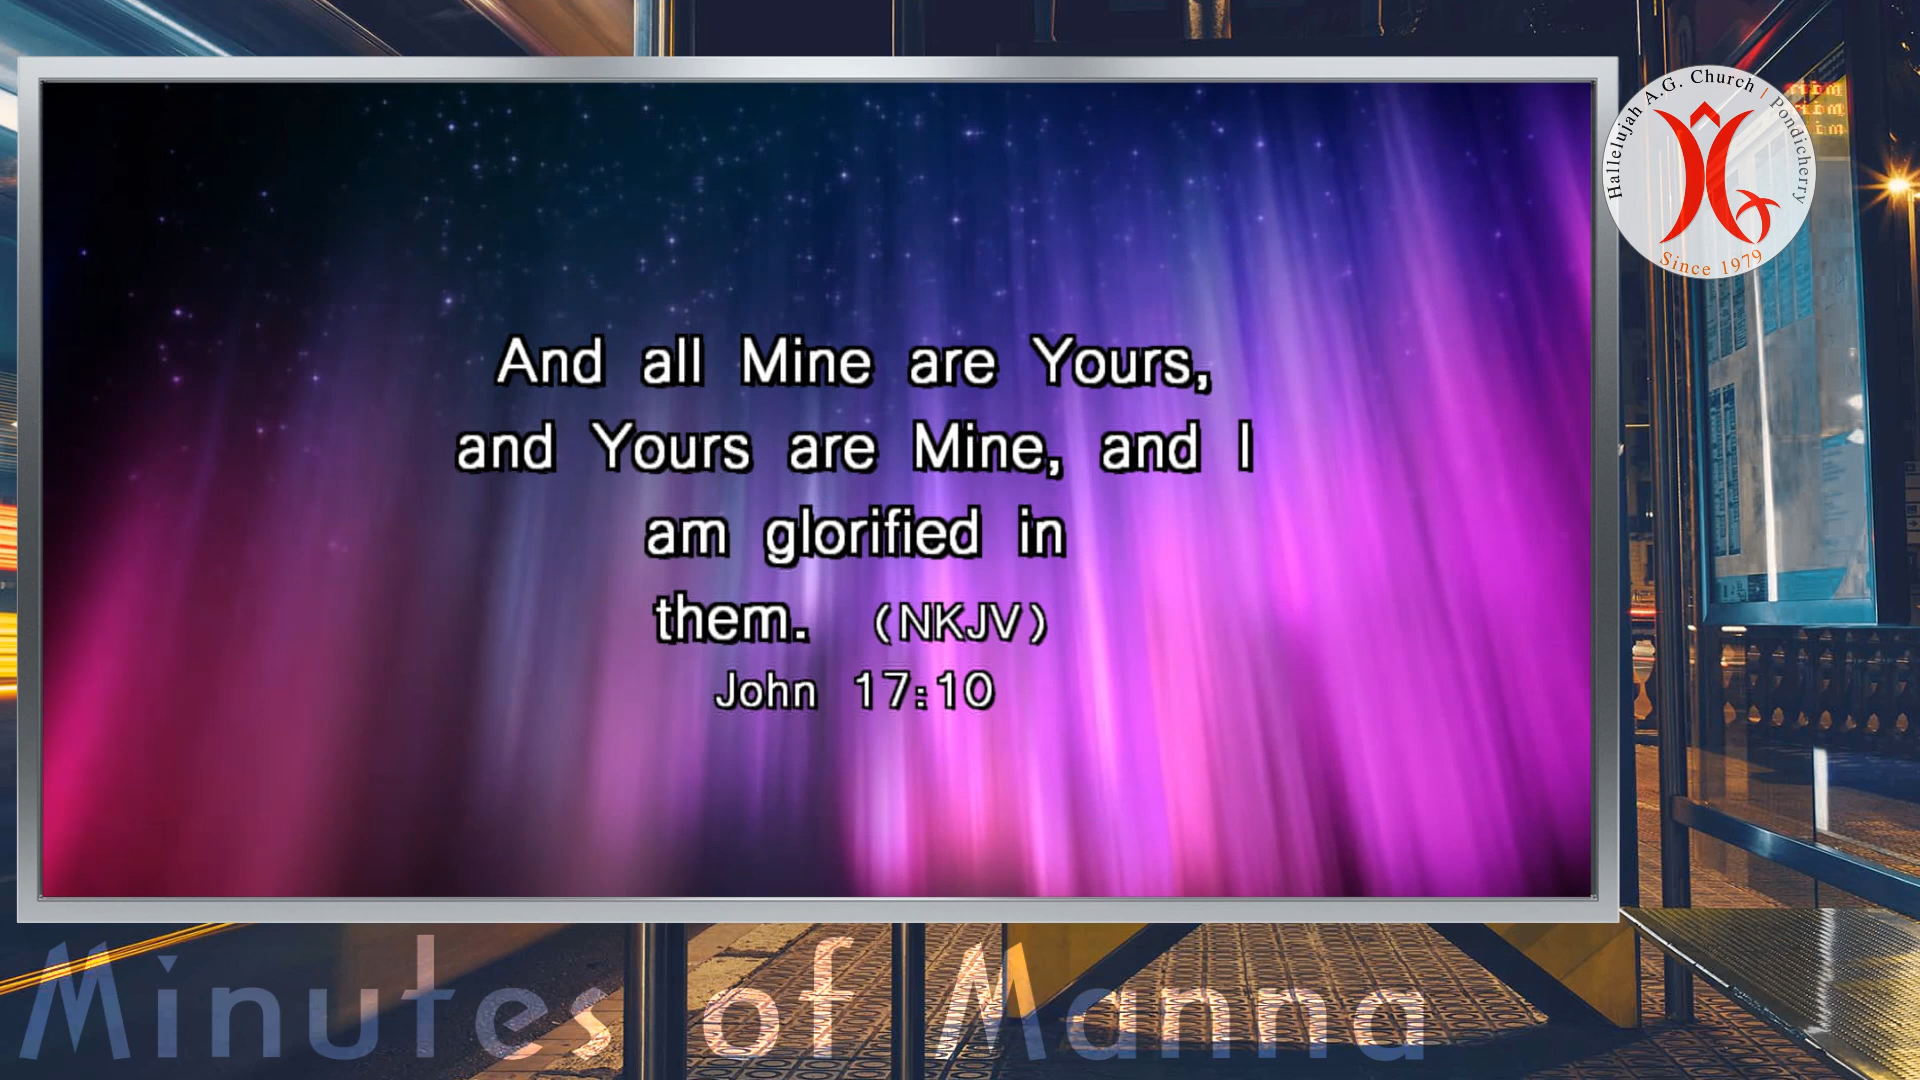 And all Mine are Yours,
and Yours are Mine, and I
am glorified in
them. (NKJV)
John 17:10
Hallelujah A.G. Church | Pondicherry
Since 1979
Minutes of Manna